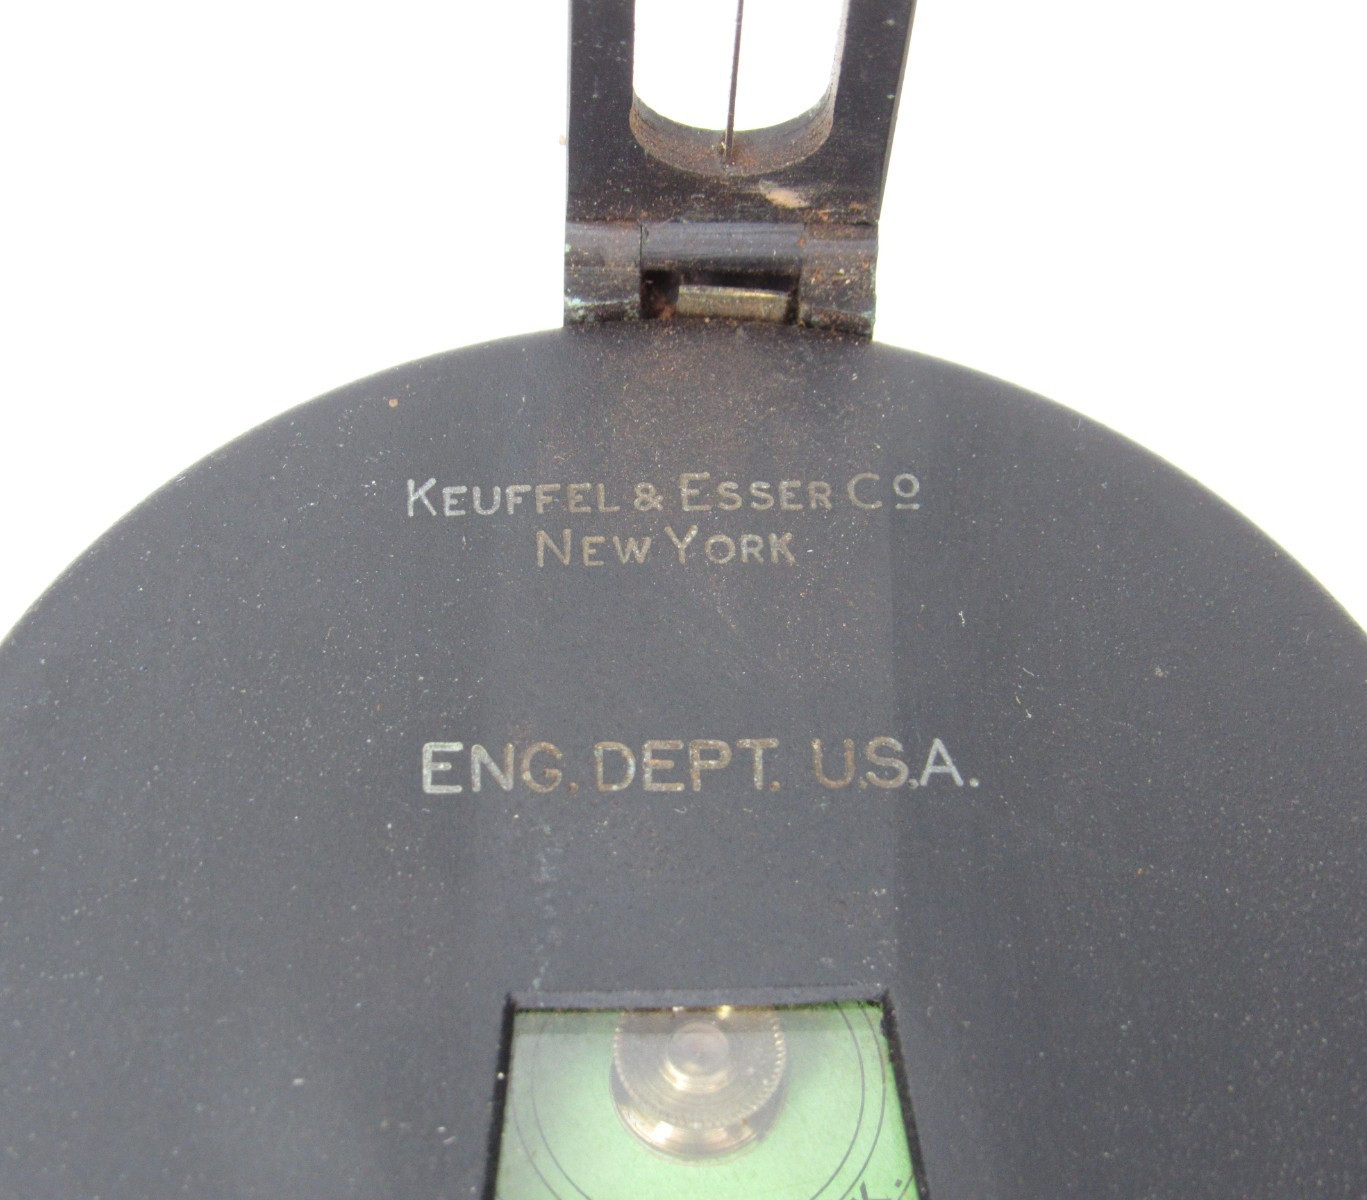 KEUFFEL & ESSER CO
NEW YORK
ENG. DEPT. U.S.A.